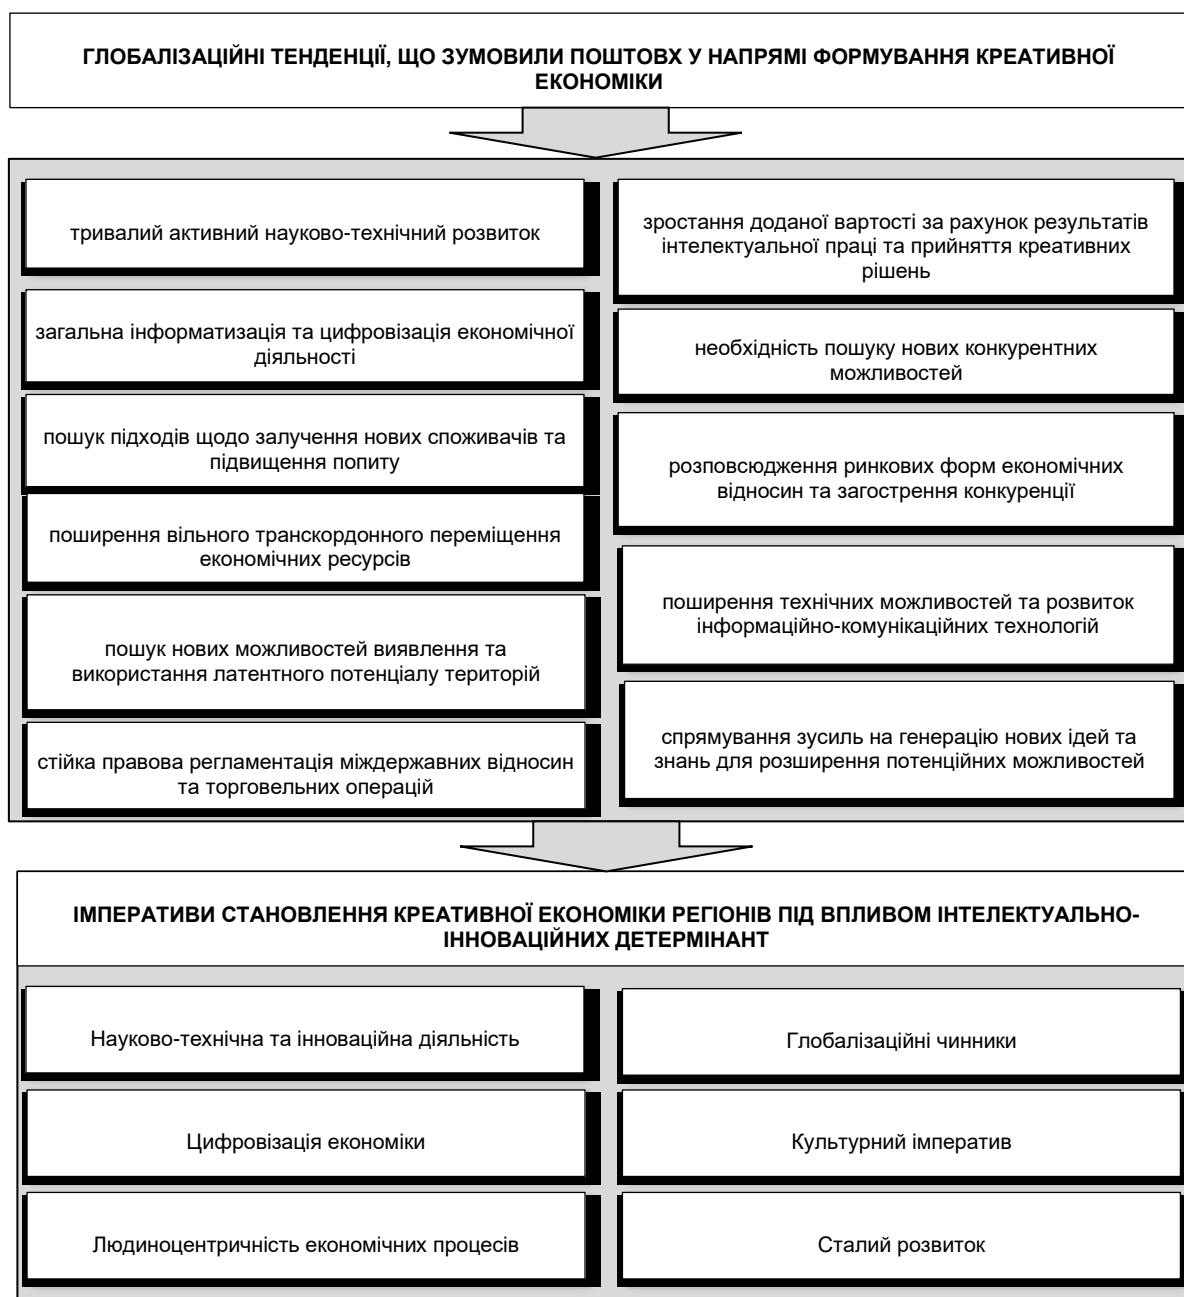 ГЛОБАЛІЗАЦІЙНІ ТЕНДЕНЦІЇ, ЩО ЗУМОВИЛИ ПОШТОВХ У НАПРЯМІ ФОРМУВАННЯ КРЕАТИВНОЇ
ЕКОНОМІКИ
тривалий активний науково-технічний розвиток
загальна інформатизація та цифровізація економічної
діяльності
пошук підходів щодо залучення нових споживачів та
підвищення попиту
поширення вільного транскордонного переміщення
економічних ресурсів
пошук нових можливостей виявлення та
використання латентного потенціалу територій
стійка правова регламентація міждержавних відносин
та торговельних операцій
зростання доданої вартості за рахунок результатів
інтелектуальної праці та прийняття креативних
рішень
необхідність пошуку нових конкурентних
можливостей
розповсюдження ринкових форм економічних
відносин та загострення конкуренції
поширення технічних можливостей та розвиток
інформаційно-комунікаційних технологій
спрямування зусиль на генерацію нових ідей та
знань для розширення потенційних можливостей
ІМПЕРАТИВИ СТАНОВЛЕННЯ КРЕАТИВНОЇ ЕКОНОМІКИ РЕГІОНІВ ПІД ВПЛИВОМ ІНТЕЛЕКТУАЛЬНО-
ІННОВАЦІЙНИХ ДЕТЕРМІНАНТ
Науково-технічна та інноваційна діяльність
Цифровізація економіки
Людиноцентричність економічних процесів
Глобалізаційні чинники
Культурний імператив
Сталий розвиток